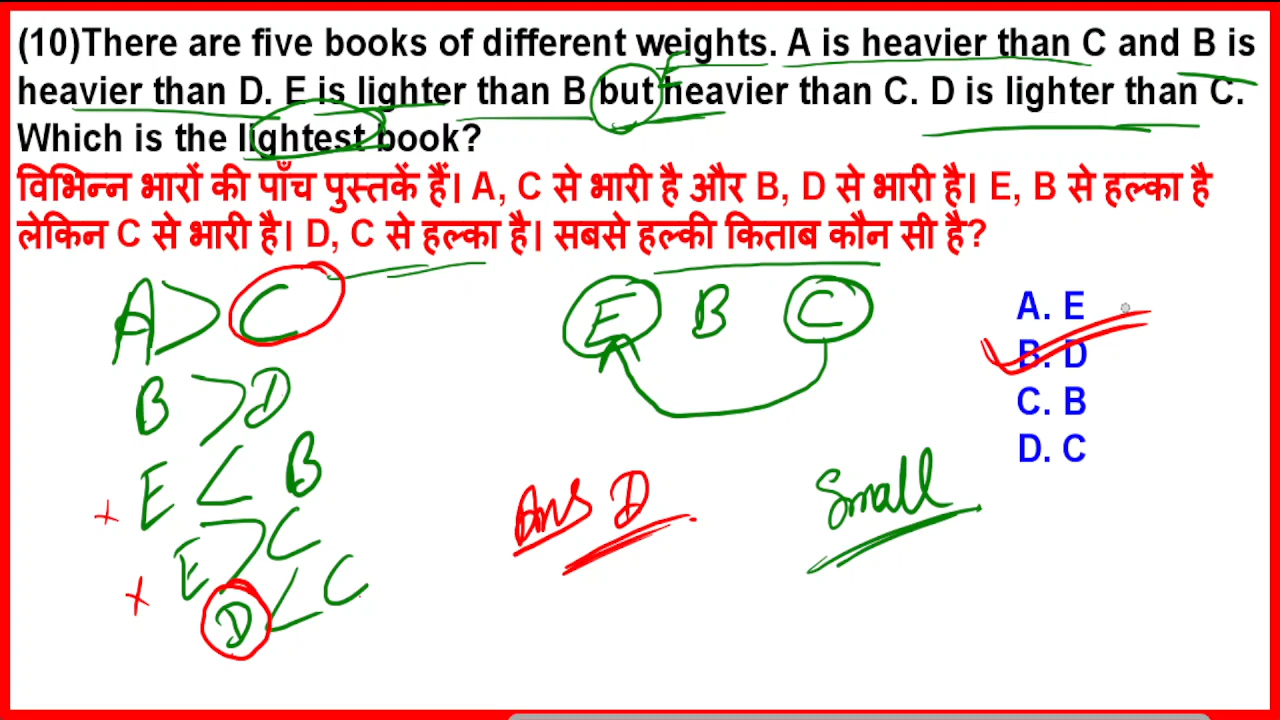 (10)There are five books of different weights. A is heavier than C and B is
heavier than D. E is lighter than B but heavier than C. D is lighter than C.
Which is the lightest book?
विभिन्न भारों की पाँच पुस्तकें हैं। A, C से भारी है और B, D से भारी है। E, B से हल्का है
लेकिन C से भारी है। D, C से हल्का है। सबसे हल्की किताब कौन सी है?
A > C
B > D
E < B
E > C
D < C
E B C
Ans D
Small
A. E
B. D
C. B
D. C